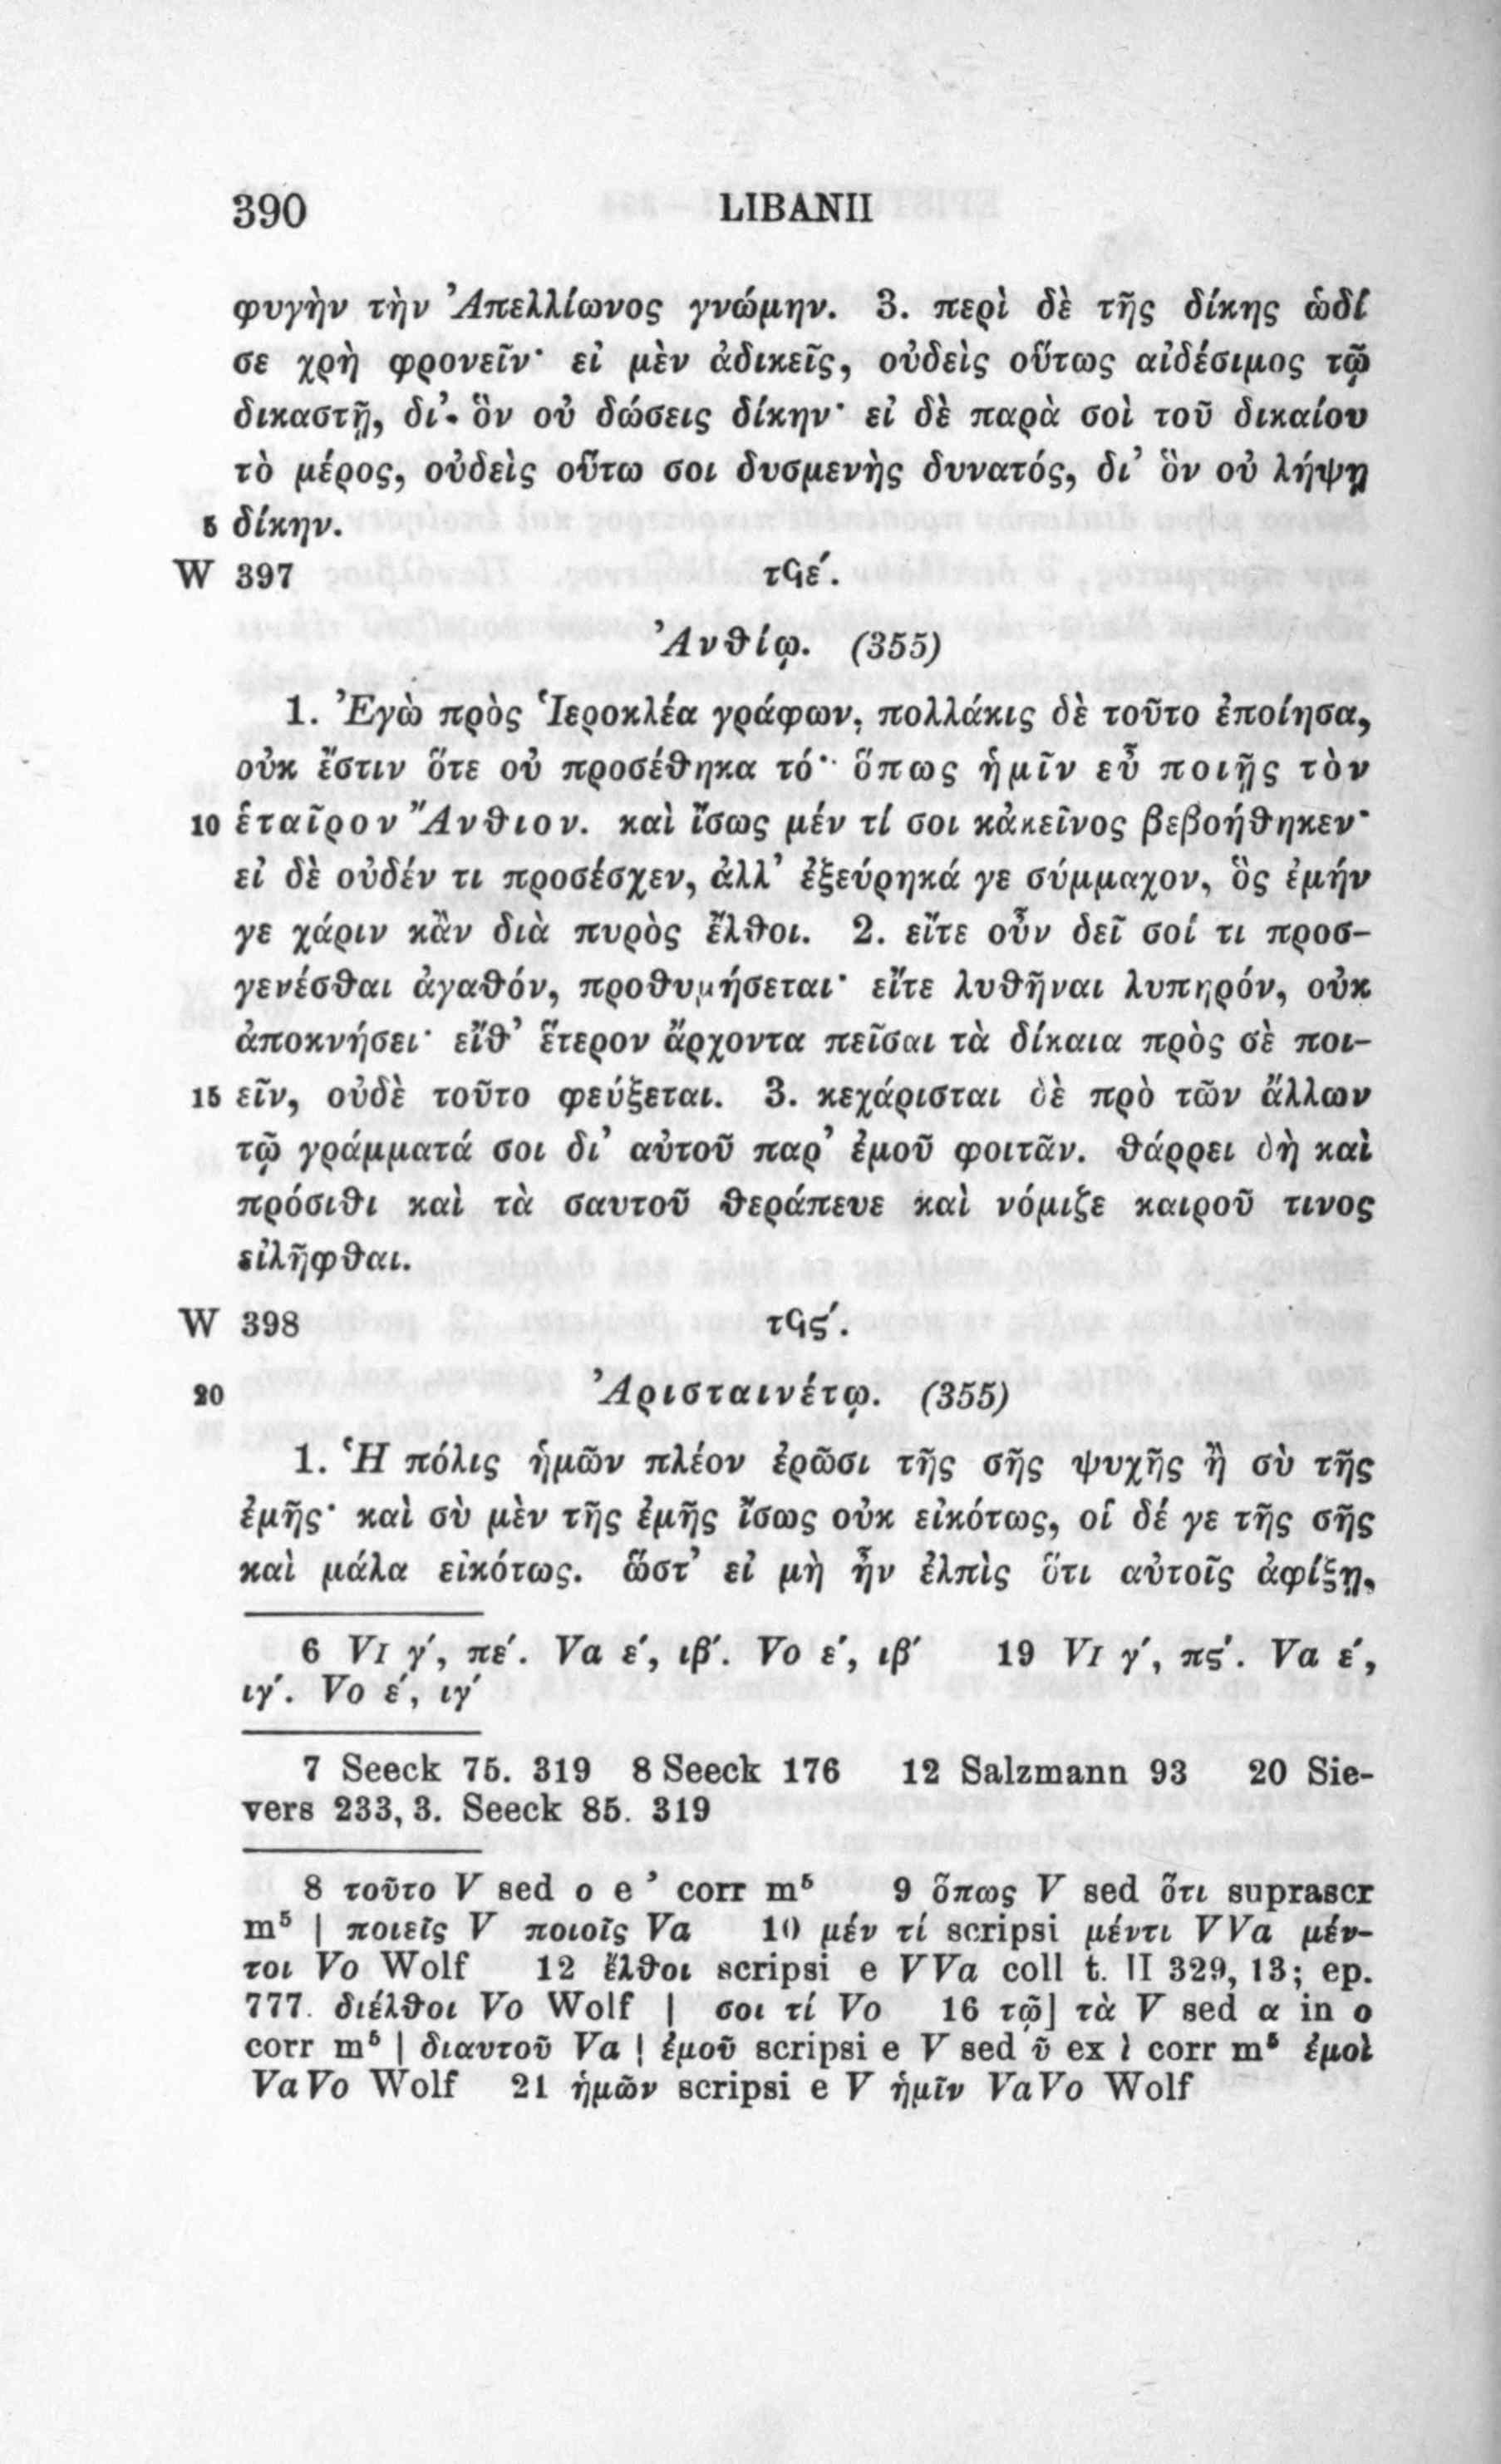 390 LIBANII
φυγὴν τὴν Ἀπελλίωνος γνώμην. 3. περὶ δὲ τῆς δίκης ὡδί
σε χρὴ φρονεῖν· εἰ μὲν ἀδικεῖς, οὐδεὶς οὕτως αἰδέσιμος τῷ
δικαστῇ, δι’ ὃν οὐ δώσεις δίκην· εἰ δὲ παρὰ σοὶ τοῦ δικαίου
τὸ μέρος, οὐδεὶς οὕτω σοι δυσμενὴς δυνατός, δι’ ὃν οὐ λήψῃ
5 δίκην.
W 397 τϟε´.
Ἀνθίῳ. (355)
1. Ἐγὼ πρὸς Ἱεροκλέα γράφων, πολλάκις δὲ τοῦτο ἐποίησα,
οὐκ ἔστιν ὅτε οὐ προσέθηκα τό· ὅπως ἡμῖν εὖ ποιῇς τὸν
10 ἑταῖρον Ἄνθιον. καὶ ἴσως μέν τί σοι κἀκεῖνος βεβοήθηκεν·
εἰ δὲ οὐδέν τι προσέσχεν, ἀλλ’ ἐξεύρηκά γε σύμμαχον, ὃς ἐμήν
γε χάριν κἂν διὰ πυρὸς ἔλθοι. 2. εἴτε οὖν δεῖ σοί τι προσ-
γενέσθαι ἀγαθόν, προθυμήσεται· εἴτε λυθῆναι λυπηρόν, οὐκ
ἀποκνήσει· εἴθ’ ἕτερον ἄρχοντα πεῖσαι τὰ δίκαια πρὸς σὲ ποι-
15 εῖν, οὐδὲ τοῦτο φεύξεται. 3. κεχάρισται δὲ πρὸ τῶν ἄλλων
τῷ γράμματά σοι δι’ αὐτοῦ παρ’ ἐμοῦ φοιτᾶν. θάρρει δὴ καὶ
πρόσιθι καὶ τὰ σαυτοῦ θεράπευε καὶ νόμιζε καιροῦ τινος
εἰλῆφθαι.
W 398 τϟς´.
20 Ἀρισταινέτῳ. (355)
1. Ἡ πόλις ἡμῶν πλέον ἐρῶσι τῆς σῆς ψυχῆς ἢ σὺ τῆς
ἐμῆς· καὶ σὺ μὲν τῆς ἐμῆς ἴσως οὐκ εἰκότως, οἱ δέ γε τῆς σῆς
καὶ μάλα εἰκότως. ὥστ’ εἰ μὴ ἦν ἐλπὶς ὅτι αὐτοῖς ἀφίξῃ,
6 VI γ´, πε´. Va ε´, ιβ´. Vo ε´, ιβ´ 19 VI γ´, πς´. Va ε´,
ιγ´. Vo ε´, ιγ´
7 Seeck 75. 319 8 Seeck 176 12 Salzmann 93 20 Sie-
vers 233, 3. Seeck 85. 319
8 τοῦτο V sed ο e ’ corr m⁵ 9 ὅπως V sed ὅτι suprascr
m⁵ | ποιεῖς V ποιοῖς Va 10 μέν τί scripsi μέντι VVa μέν-
τοι Vo Wolf 12 ἔλθοι scripsi e VVa coll t. II 329, 13; ep.
777. διέλθοι Vo Wolf | σοι τί Vo 16 τῷ] τὰ V sed α in ο
corr m⁵ | διαυτοῦ Va | ἐμοῦ scripsi e V sed ῦ ex ὶ corr m⁵ ἐμοὶ
VaVo Wolf 21 ἡμῶν scripsi e V ἡμῖν VaVo Wolf